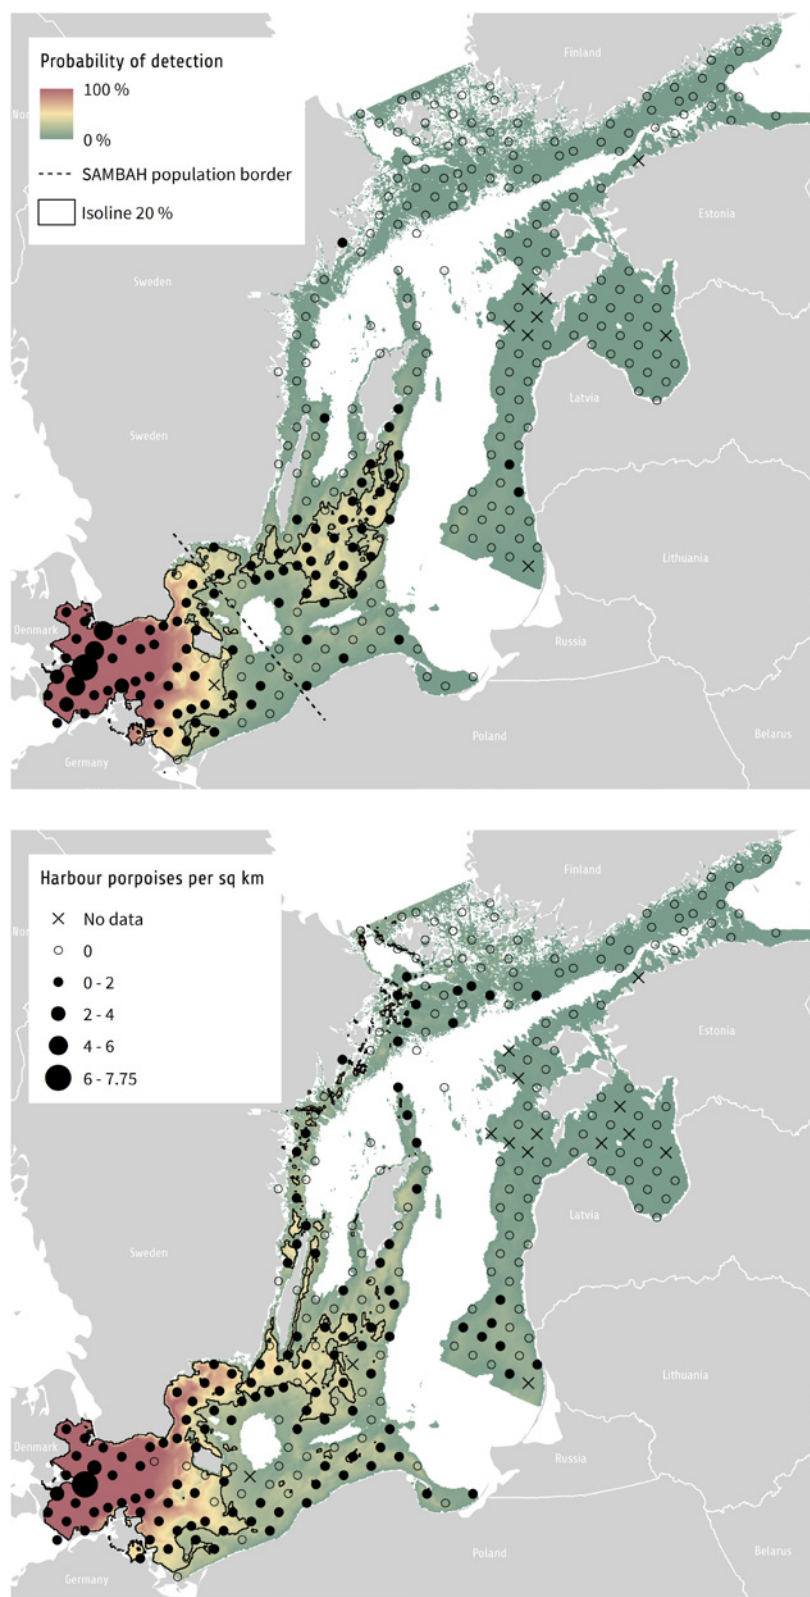 Probability of detection
100 %
0 %
SAMBAH population border
Isoline 20 %
Finland
Estonia
Sweden
Latvia
Sweden
Lithuania
Denmark
Russia
Poland
Belarus
Germany
Harbour porpoises per sq km
No data
0
0 - 2
2 - 4
4 - 6
6 - 7.75
Finland
Estonia
Latvia
Sweden
Lithuania
Denmark
Russia
Poland
Belarus
Germany